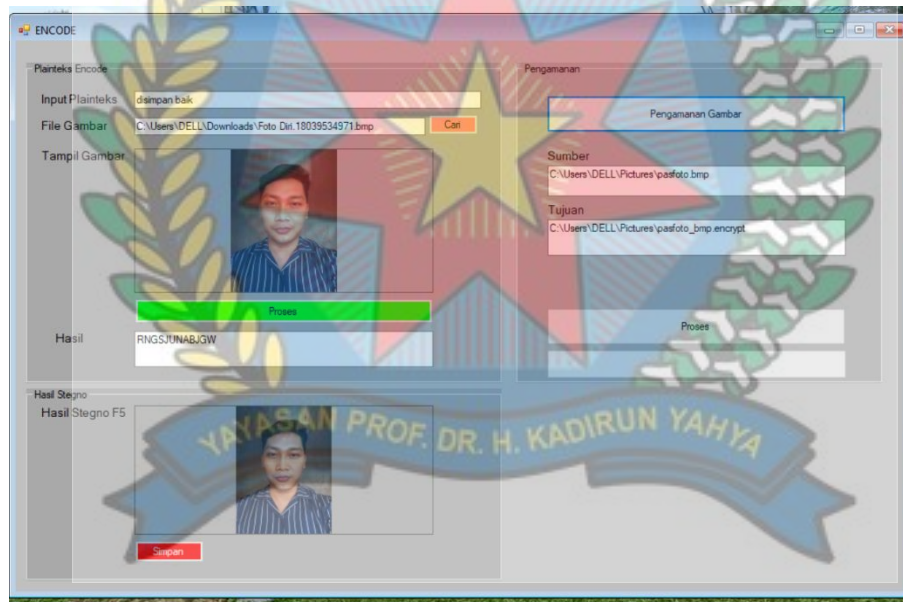 ENCODE
Plainteks Encode
Input Plainteks
disimpan baik
File Gambar
C:\Users\DELL\Downloads\Foto Diri.18039534971.bmp
Cari
Tampil Gambar
Proses
Hasil
RNGSJUNABJGW
Hasil Stegno
Hasil Stegno F5
Simpan
Pengamanan
Pengamanan Gambar
Sumber
C:\Users\DELL\Pictures\pasfoto.bmp
Tujuan
C:\Users\DELL\Pictures\pasfoto_bmp.encrypt
Proses
YAYASAN PROF. DR. H. KADIRUN YAHYA